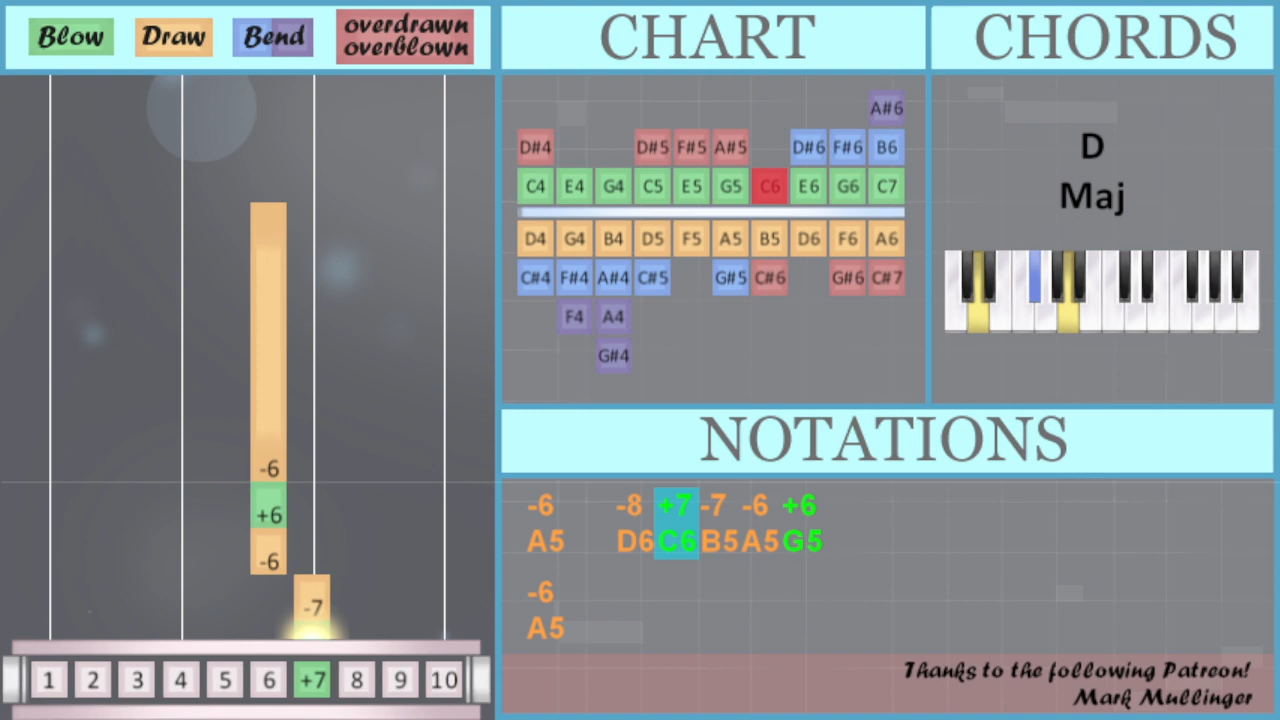 Blow Draw Bend overdrawn
overblown
CHART
CHORDS
A#6
D#4 D#5 F#5 A#5 D#6 F#6 B6
C4 E4 G4 C5 E5 G5 C6 E6 G6 C7
D4 G4 B4 D5 F5 A5 B5 D6 F6 A6
C#4 F#4 A#4 C#5 G#5 C#6 G#6 C#7
F4 A4
G#4
D
Maj
NOTATIONS
-6 -8 +7 -7 -6 +6
A5 D6 C6 B5 A5 G5
-6
A5
-6
+6
-6
-7
1 2 3 4 5 6 +7 8 9 10
Thanks to the following Patreon!
Mark Mullinger